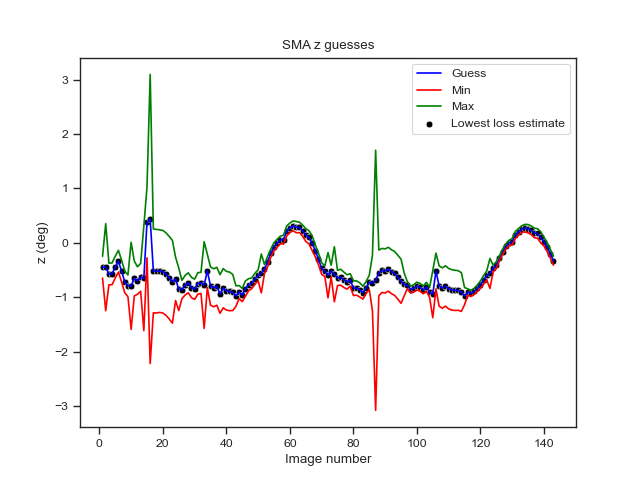 SMA z guesses
Guess
Min
Max
Lowest loss estimate
z (deg)
3
2
1
0
−1
−2
−3
0 20 40 60 80 100 120 140
Image number